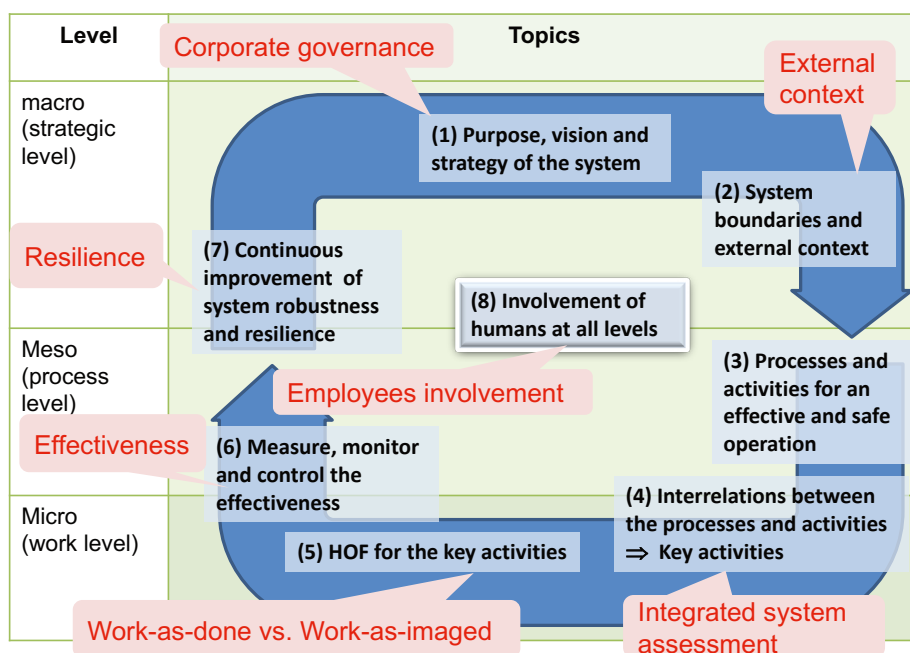 Level
Topics
Corporate governance
External
context
macro
(strategic
level)
(1) Purpose, vision and
strategy of the system
(2) System
boundaries and
external context
Resilience
(7) Continuous
improvement of
system robustness
and resilience
(8) Involvement of
humans at all levels
Meso
(process
level)
Employees involvement
(3) Processes and
activities for an
effective and safe
operation
Effectiveness
(6) Measure, monitor
and control the
effectiveness
(4) Interrelations between
the processes and activities
⇒ Key activities
Micro
(work level)
(5) HOF for the key activities
Work-as-done vs. Work-as-imaged
Integrated system
assessment